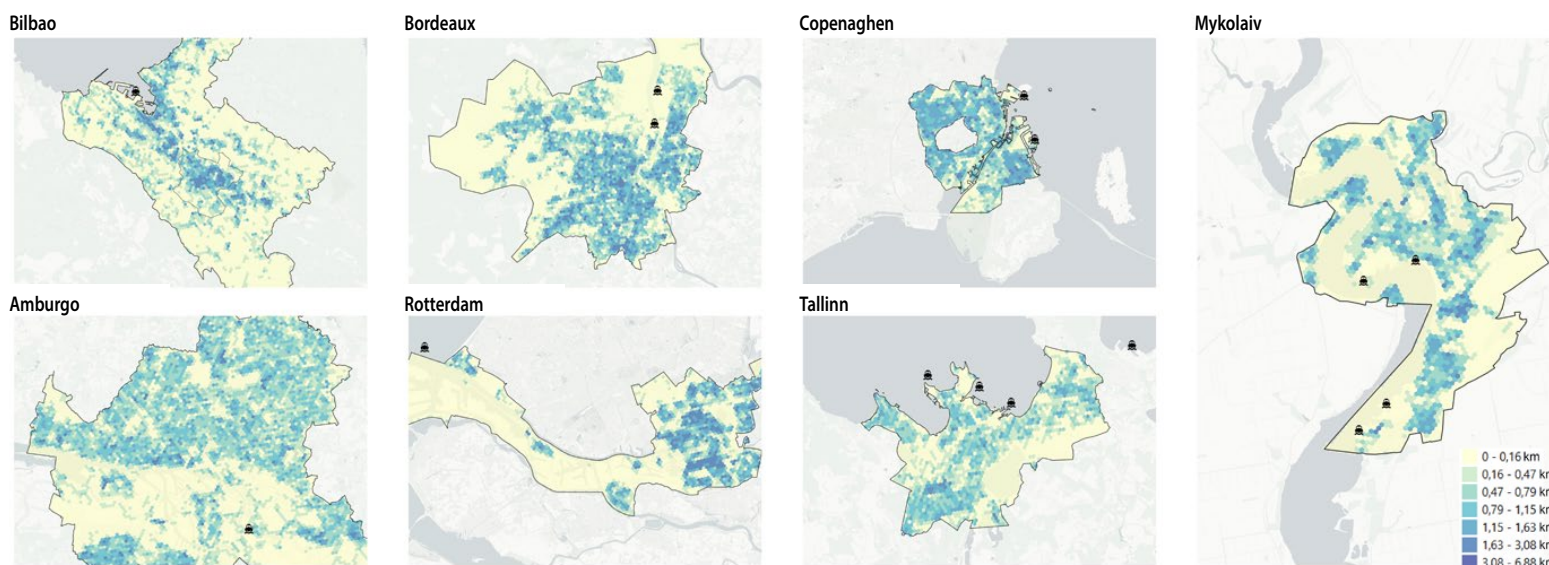 Bilbao
Bordeaux
Copenaghen
Mykolaiv
Amburgo
Rotterdam
Tallinn
0 - 0,16 km
0,16 - 0,47 km
0,47 - 0,79 km
0,79 - 1,15 km
1,15 - 1,63 km
1,63 - 3,08 km
3,08 - 6,88 km